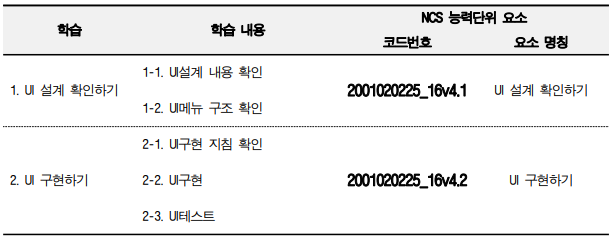 학습 학습 내용 NCS 능력단위 요소
코드번호 요소 명칭
1. UI 설계 확인하기 1-1. UI설계 내용 확인 2001020225_16v4.1 UI 설계 확인하기
1-2. UI메뉴 구조 확인
2. UI 구현하기 2-1. UI구현 지침 확인 2001020225_16v4.2 UI 구현하기
2-2. UI구현
2-3. UI테스트